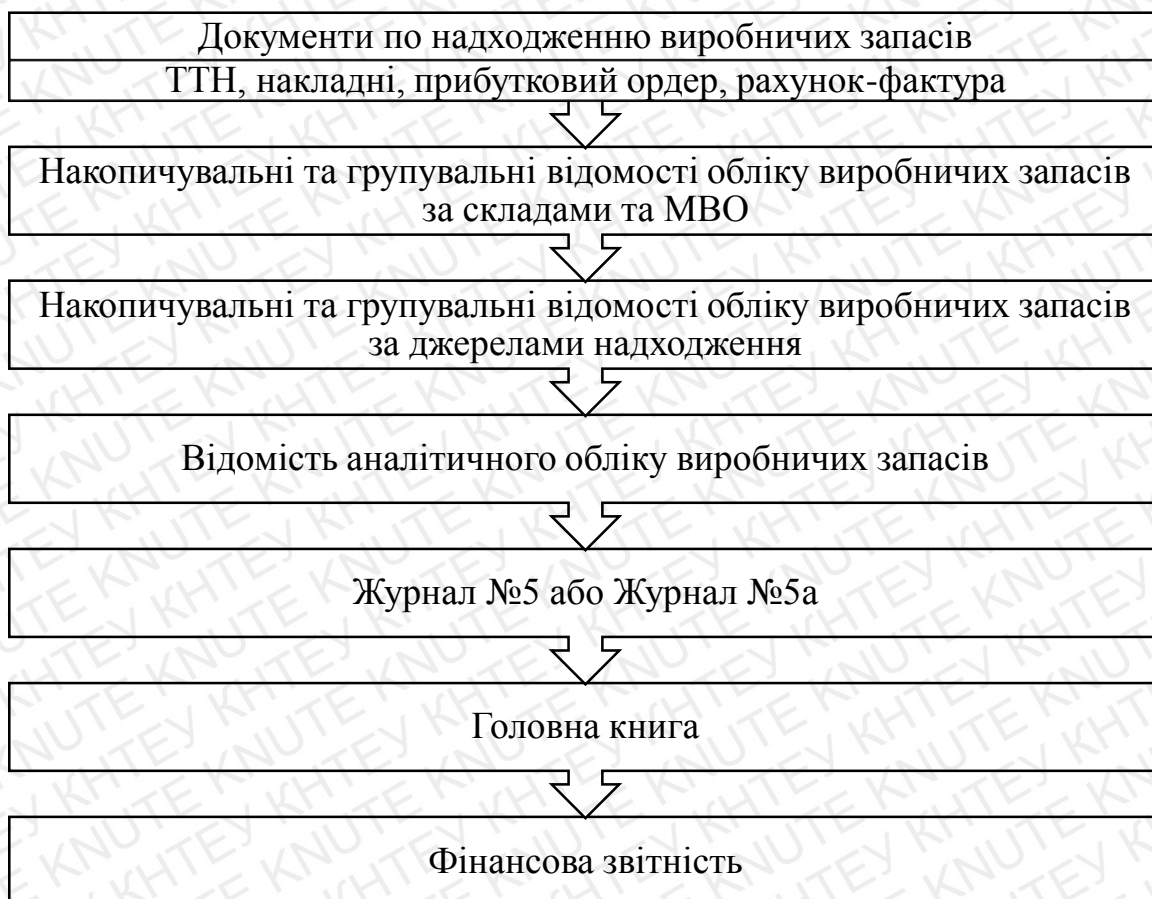 Документи по надходженню виробничих запасів
ТТН, накладні, прибутковий ордер, рахунок-фактура
Накопичувальні та групувальні відомості обліку виробничих запасів
за складами та МВО
Накопичувальні та групувальні відомості обліку виробничих запасів
за джерелами надходження
Відомість аналітичного обліку виробничих запасів
Журнал №5 або Журнал №5а
Головна книга
Фінансова звітність